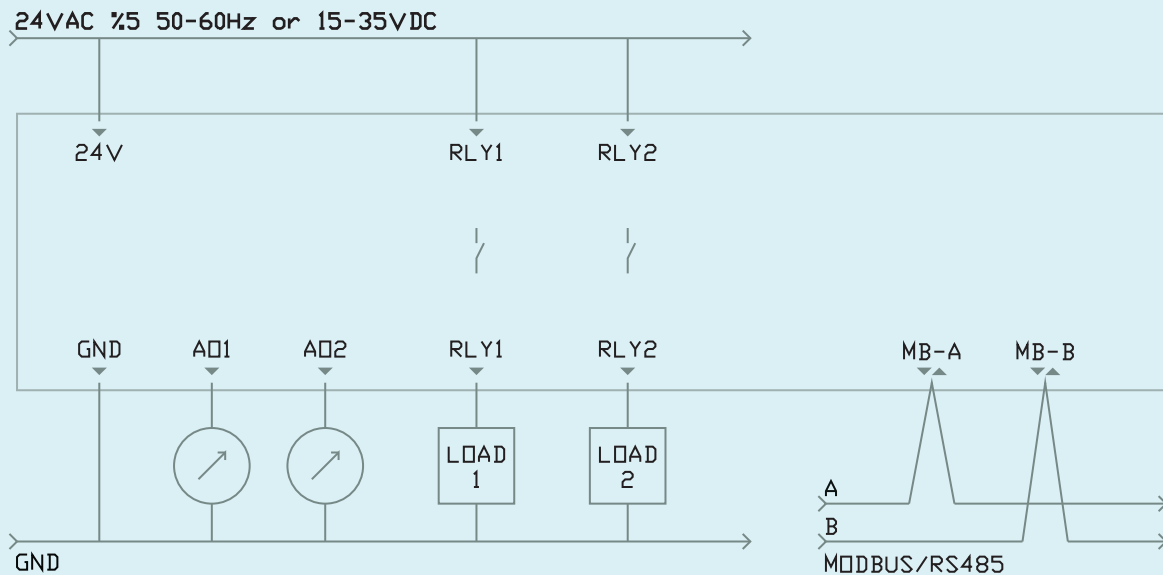 24VAC %5 50-60Hz or 15-35VDC
24V RLY1 RLY2
GND AO1 AO2 RLY1 RLY2 MB-A MB-B
LOAD 1 LOAD 2
A
B
GND MODBUS/RS485